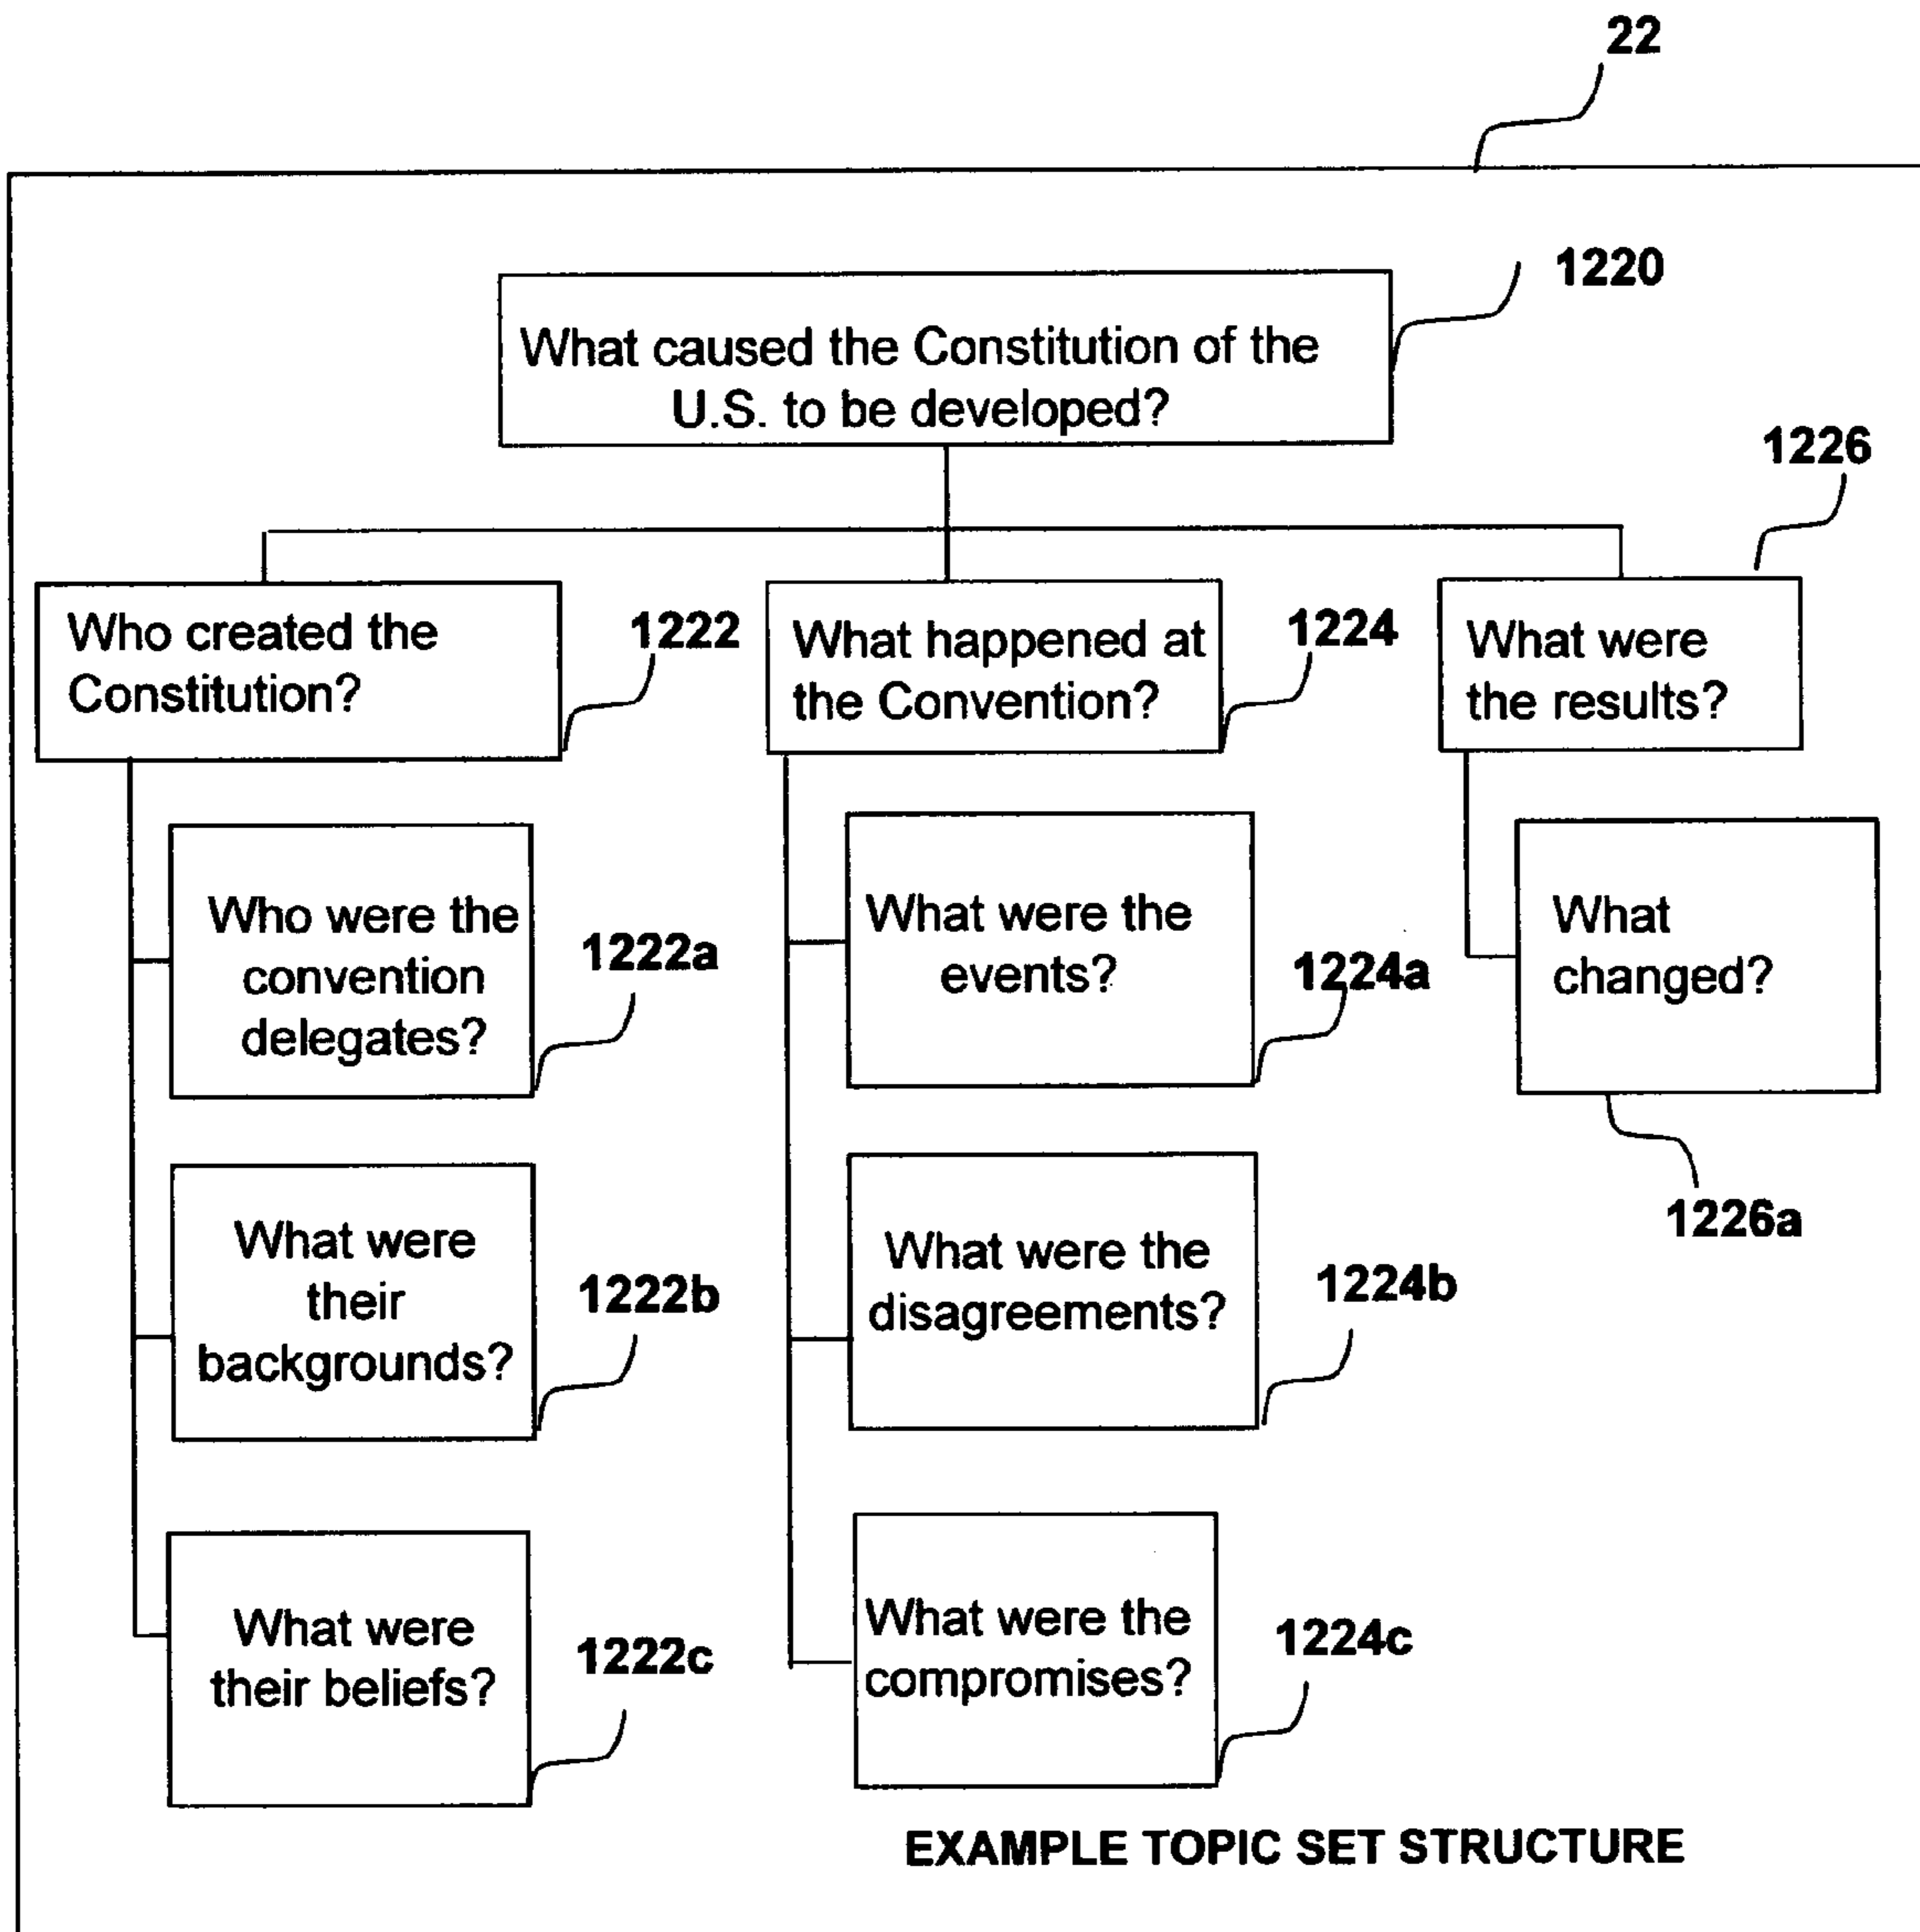 22
1220
What caused the Constitution of the
U.S. to be developed?
1226
Who created the
Constitution?
1222
What happened at
the Convention?
1224
What were
the results?
Who were the
convention
delegates?
1222a
What were the
events?
1224a
What
changed?
1226a
What were
their
backgrounds?
1222b
What were the
disagreements?
1224b
What were
their beliefs?
1222c
What were the
compromises?
1224c
EXAMPLE TOPIC SET STRUCTURE